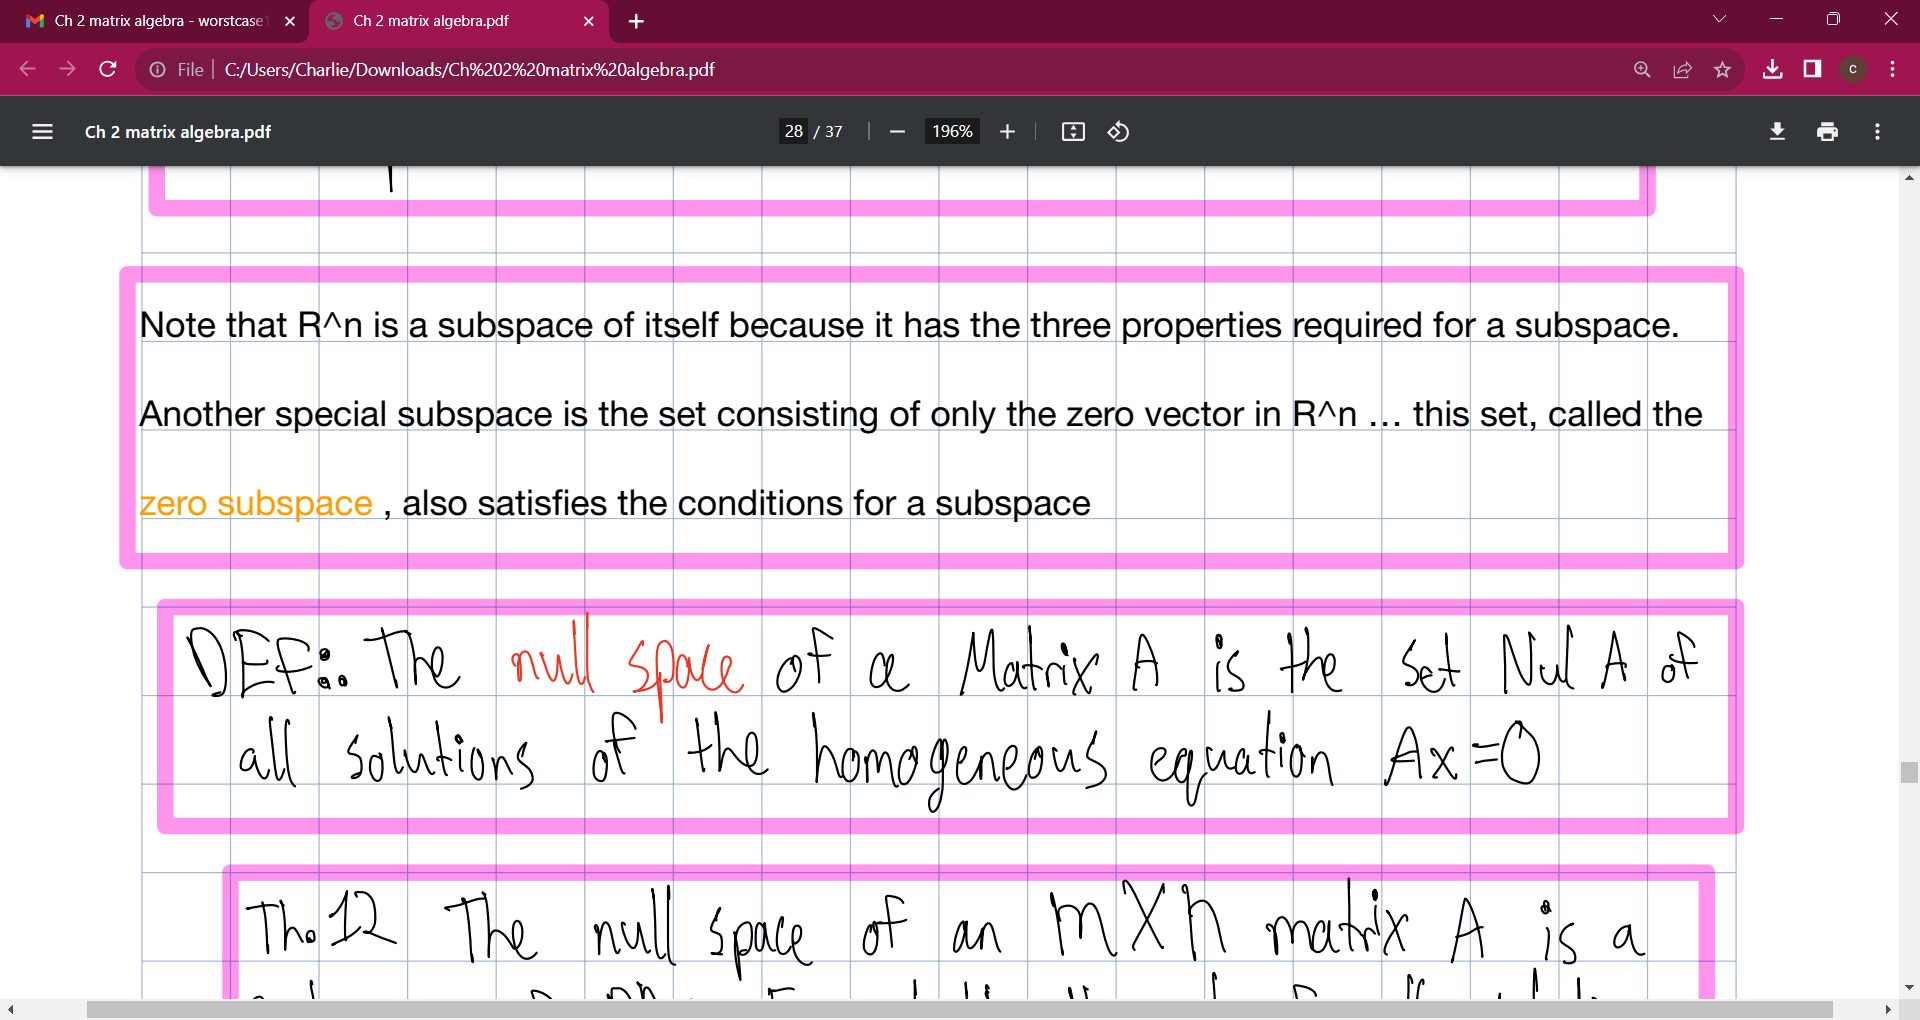 Ch 2 matrix algebra - worstcase1
Ch 2 matrix algebra.pdf
File C:/Users/Charlie/Downloads/Ch%202%20matrix%20algebra.pdf
c
Ch 2 matrix algebra.pdf
28 / 37
196%
Note that R^n is a subspace of itself because it has the three properties required for a subspace.
Another special subspace is the set consisting of only the zero vector in R^n … this set, called the
zero subspace , also satisfies the conditions for a subspace
DEF:. The null space of a Matrix A is the set Nul A of
all solutions of the homogeneous equation Ax=0
Th.12 The null space of an m X n matrix A is a